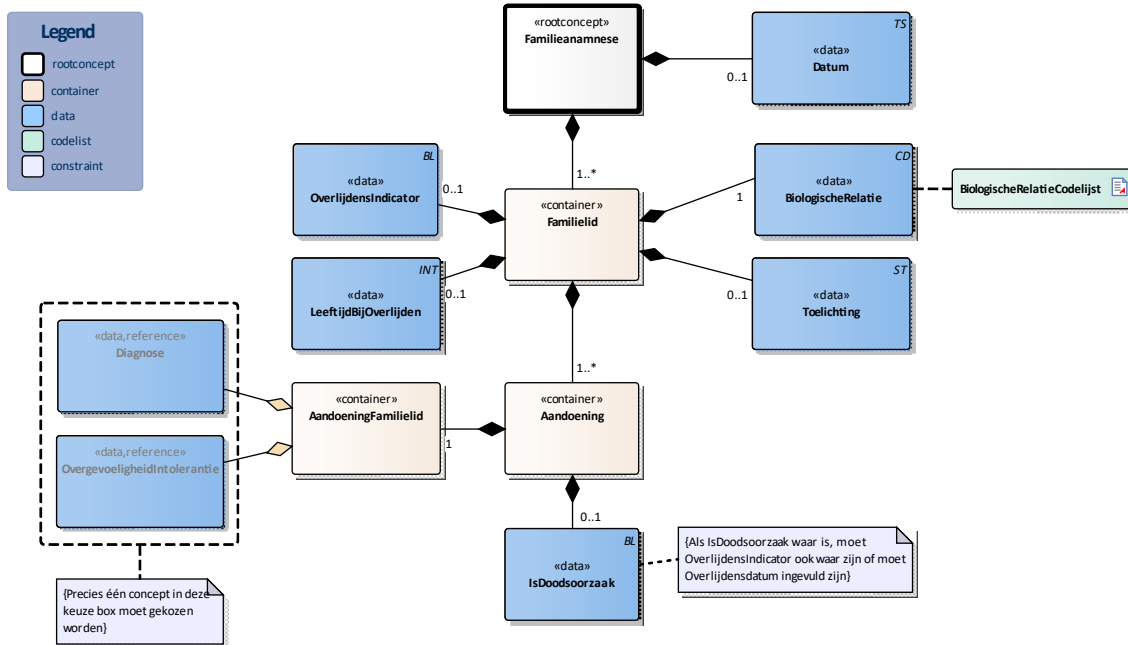 Legend
rootconcept
container
data
codelist
constraint
«rootconcept»
Familieanamnese
TS
«data»
Datum
0..1
1..*
BL
«data»
OverlijdensIndicator
0..1
«container»
Familielid
CD
«data»
BiologischeRelatie
1
BiologischeRelatieCodelijst
INT
«data»
LeeftijdBijOverlijden
0..1
ST
«data»
Toelichting
0..1
1..*
«data,reference»
Diagnose
«data,reference»
OvergevoeligheidIntolerantie
«container»
AandoeningFamilielid
1
«container»
Aandoening
0..1
BL
«data»
IsDoodsoorzaak
{Als IsDoodsoorzaak waar is, moet
OverlijdensIndicator ook waar zijn of moet
Overlijdensdatum ingevuld zijn}
{Precies één concept in deze
keuze box moet gekozen
worden}